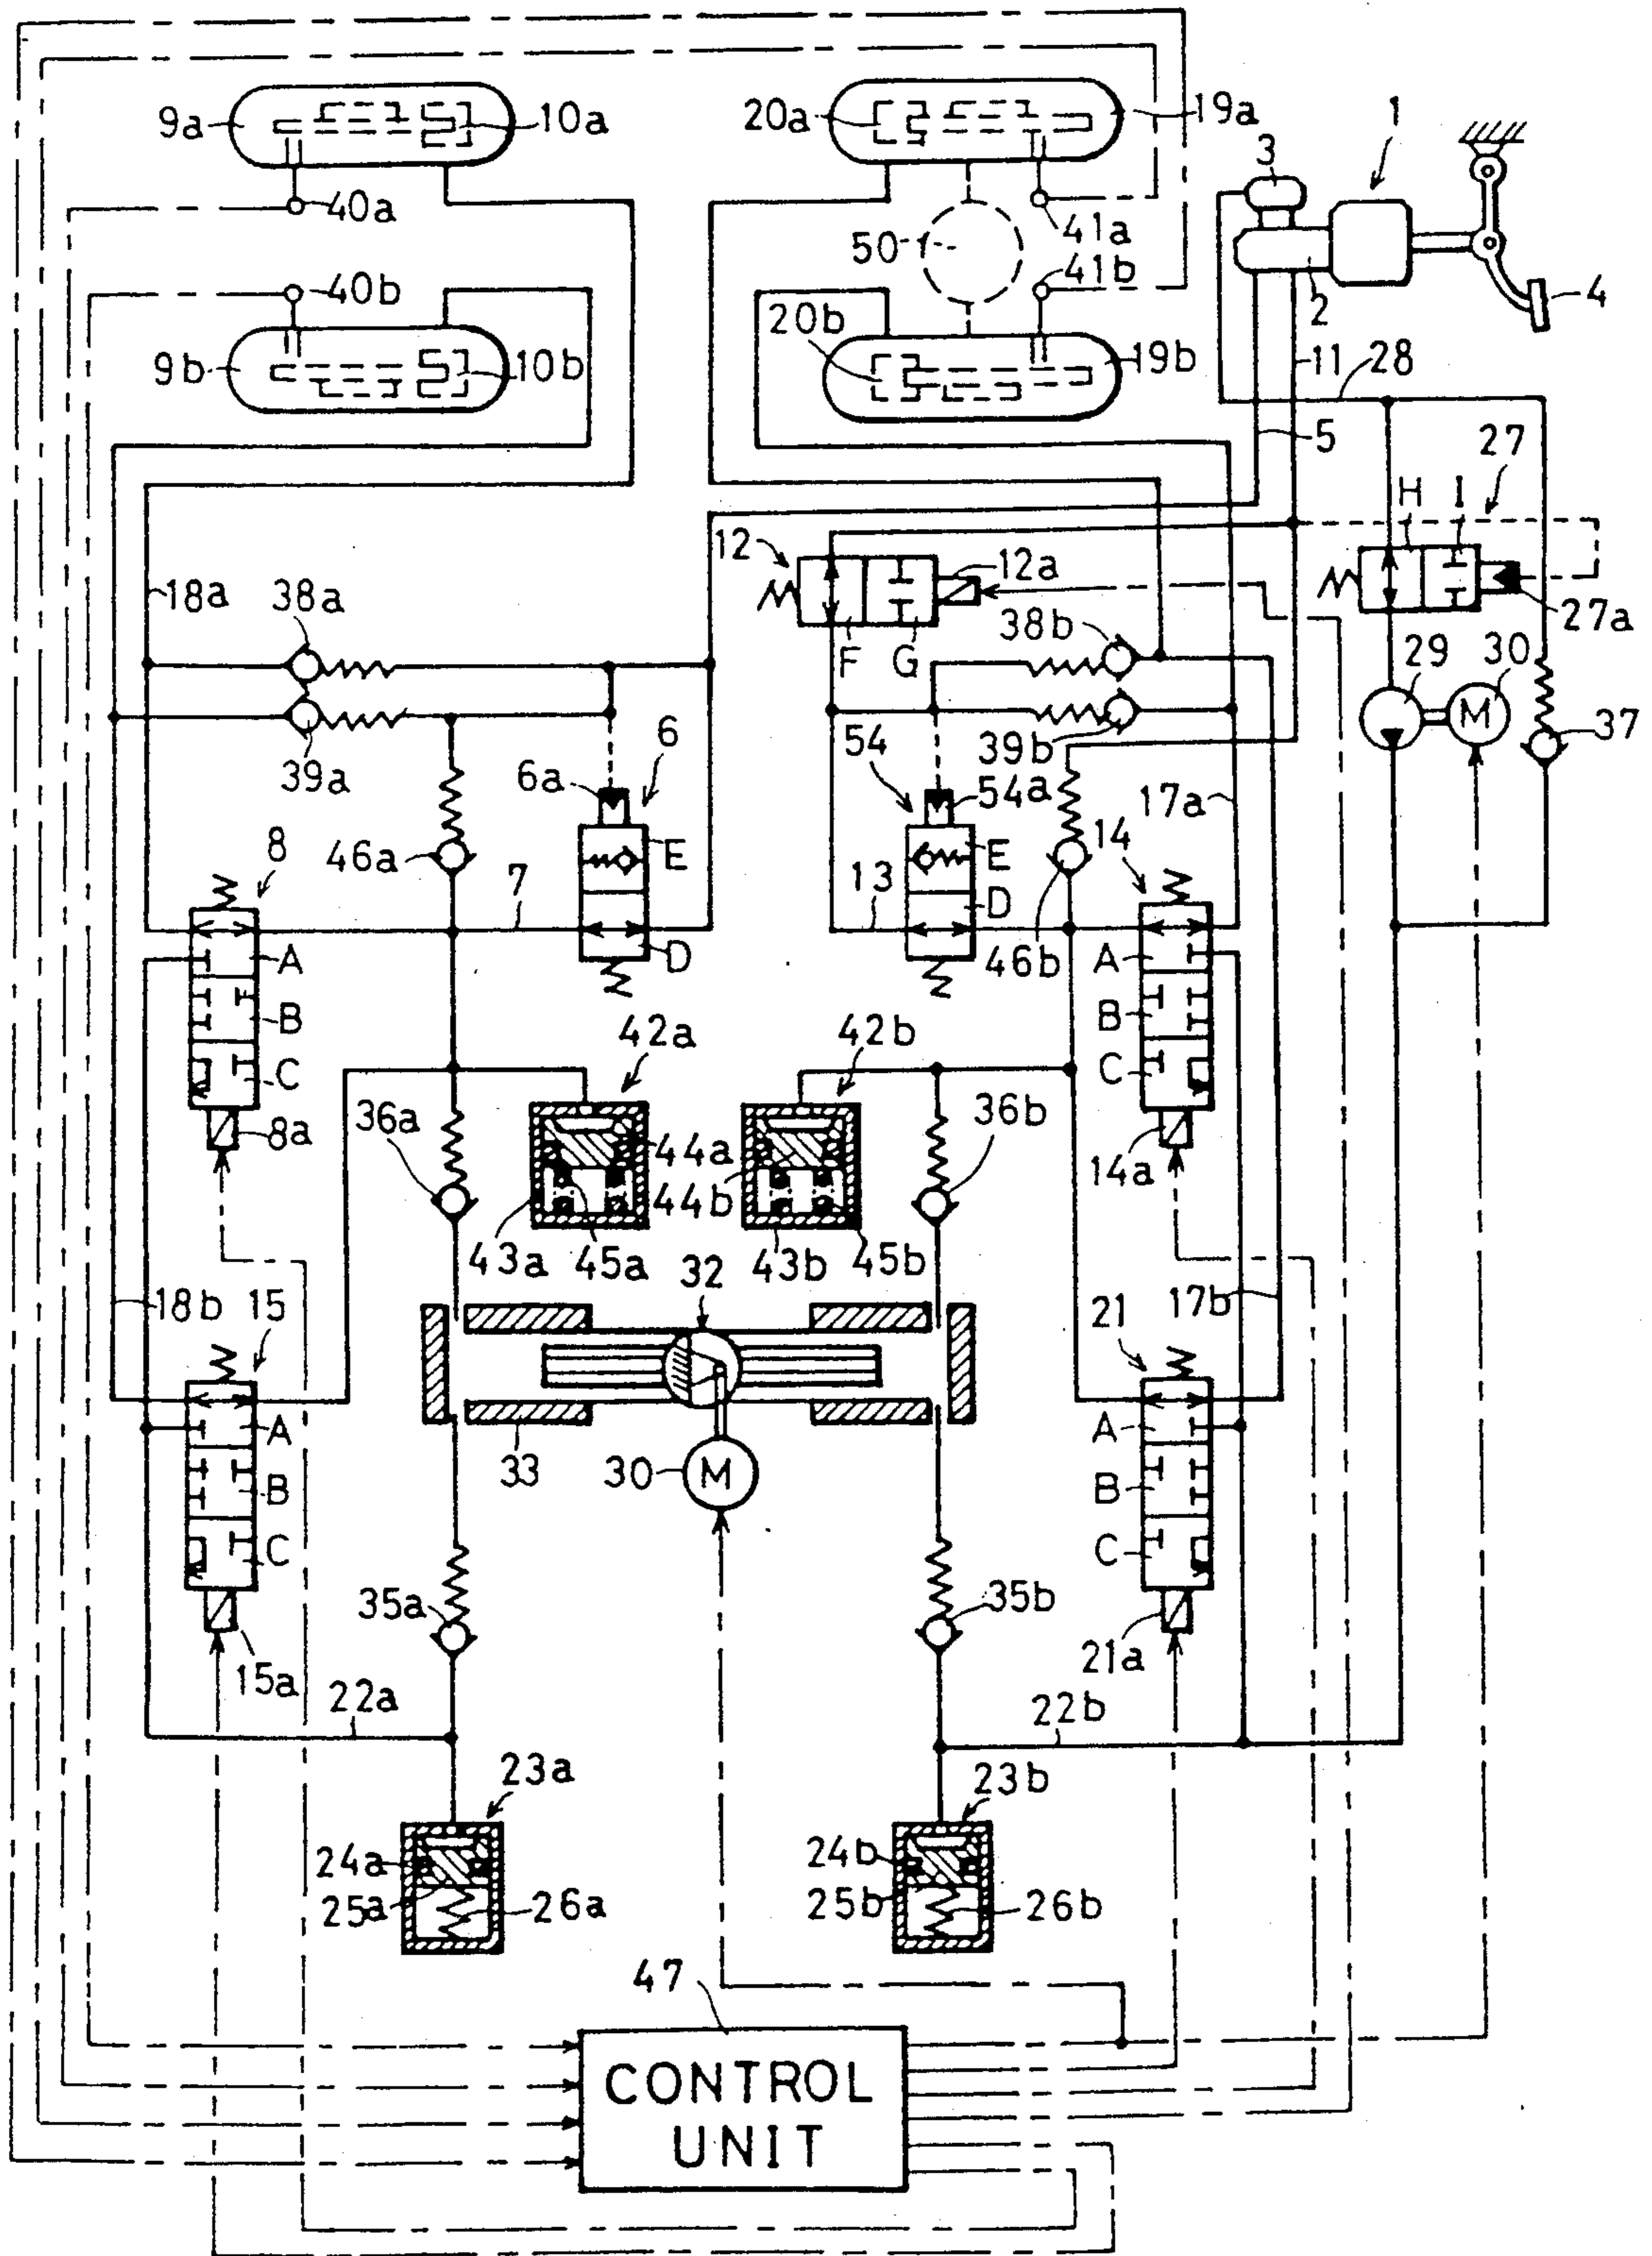 9a
10a
20a
19a
1
3
40a
50
41a
41b
2
4
40b
20b
9b
10b
19b
11
28
5
27
H
I
12
12a
18a
38a
38b
27a
F
G
29
30
M
37
39a
39b
54
6
6a
54a
17a
46a
E
E
8
7
13
14
D
D
46b
A
A
B
B
42a
42b
C
C
36a
36b
8a
44a
14a
44b
43a
45a
43b
45b
32
18b
15
17b
21
A
A
33
30
M
B
B
C
C
35a
35b
15a
21a
22a
22b
23a
23b
24a
24b
25a
26a
25b
26b
47
CONTROL
UNIT